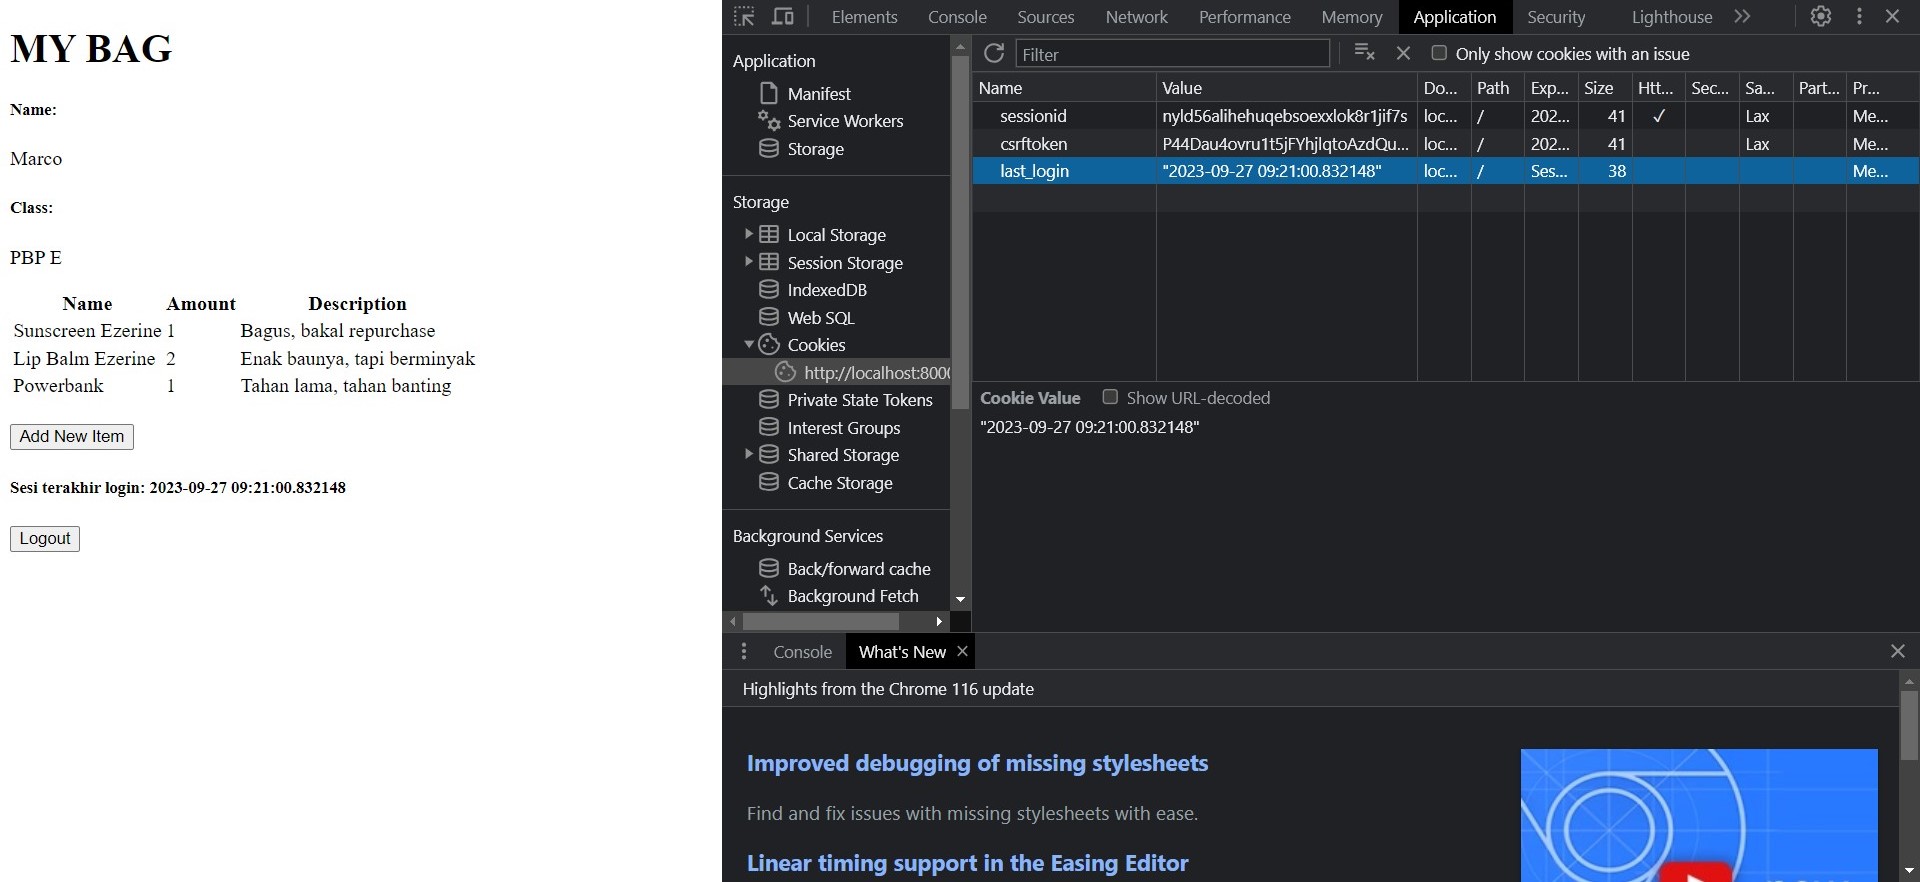 MY BAG
Name:
Marco
Class:
PBP E
Name Amount Description
Sunscreen Ezerine 1 Bagus, bakal repurchase
Lip Balm Ezerine 2 Enak baunya, tapi berminyak
Powerbank 1 Tahan lama, tahan banting
Add New Item
Sesi terakhir login: 2023-09-27 09:21:00.832148
Logout
Elements Console Sources Network Performance Memory Application Security Lighthouse
Application
Manifest
Service Workers
Storage
Storage
Local Storage
Session Storage
IndexedDB
Web SQL
Cookies
http://localhost:800
Private State Tokens
Interest Groups
Shared Storage
Cache Storage
Background Services
Back/forward cache
Background Fetch
Filter Only show cookies with an issue
Name Value Do... Path Exp... Size Htt... Sec... Sa... Part... Pr...
sessionid nyld56alihehuqebsoexxlok8r1jif7s loc... / 202... 41 ✓ Lax Me...
csrftoken P44Dau4ovru1t5jFYhjlqtoAzdQu... loc... / 202... 41 Lax Me...
last_login "2023-09-27 09:21:00.832148" loc... / Ses... 38 Me...
Cookie Value Show URL-decoded
"2023-09-27 09:21:00.832148"
Console What's New
Highlights from the Chrome 116 update
Improved debugging of missing stylesheets
Find and fix issues with missing stylesheets with ease.
Linear timing support in the Easing Editor